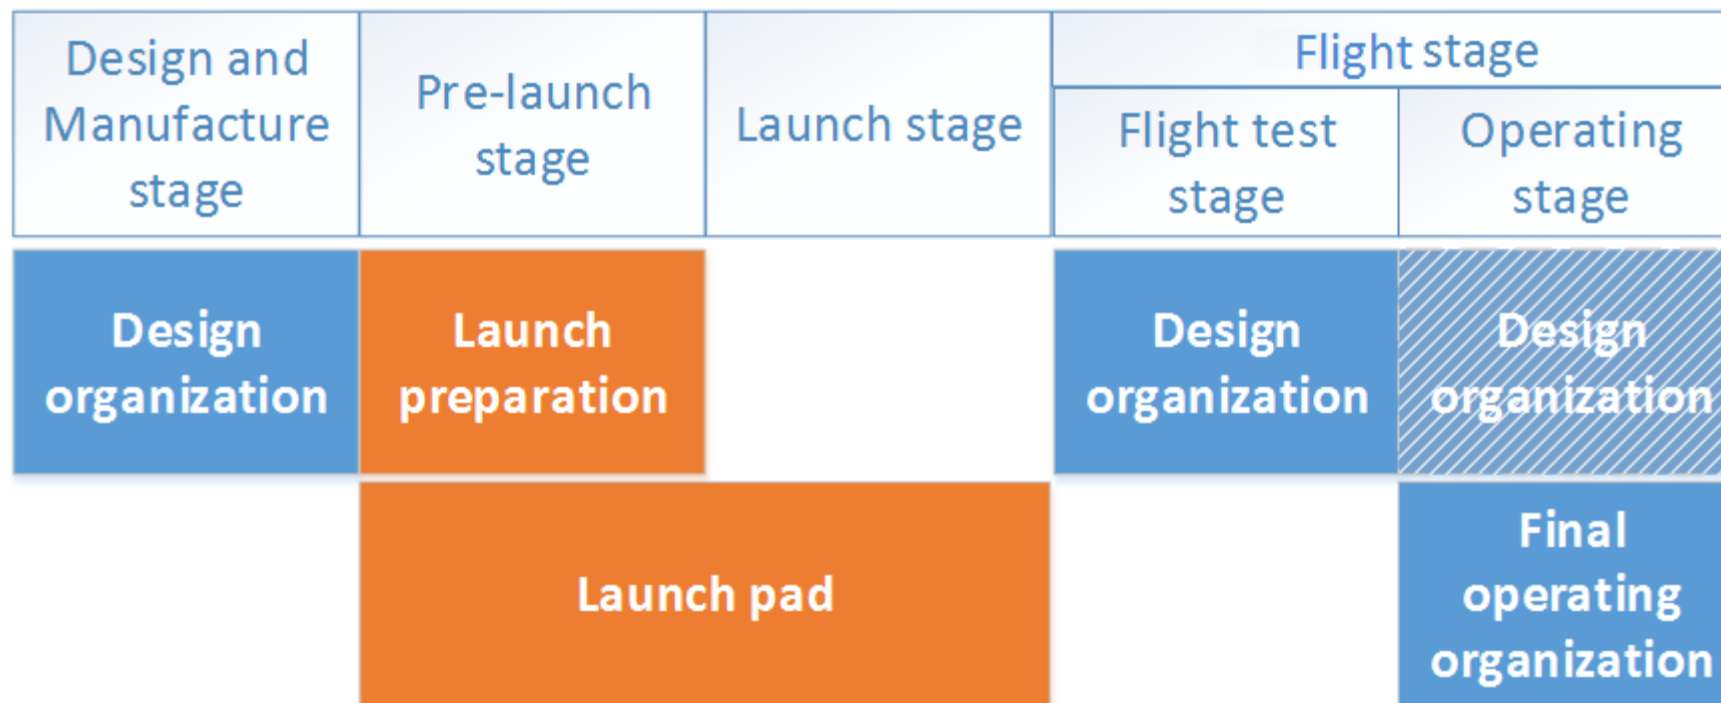 Design and
Manufacture
stage
Pre-launch
stage
Launch stage
Flight stage
Flight test
stage
Operating
stage
Design
organization
Launch
preparation
Design
organization
Design
organization
Launch pad
Final
operating
organization